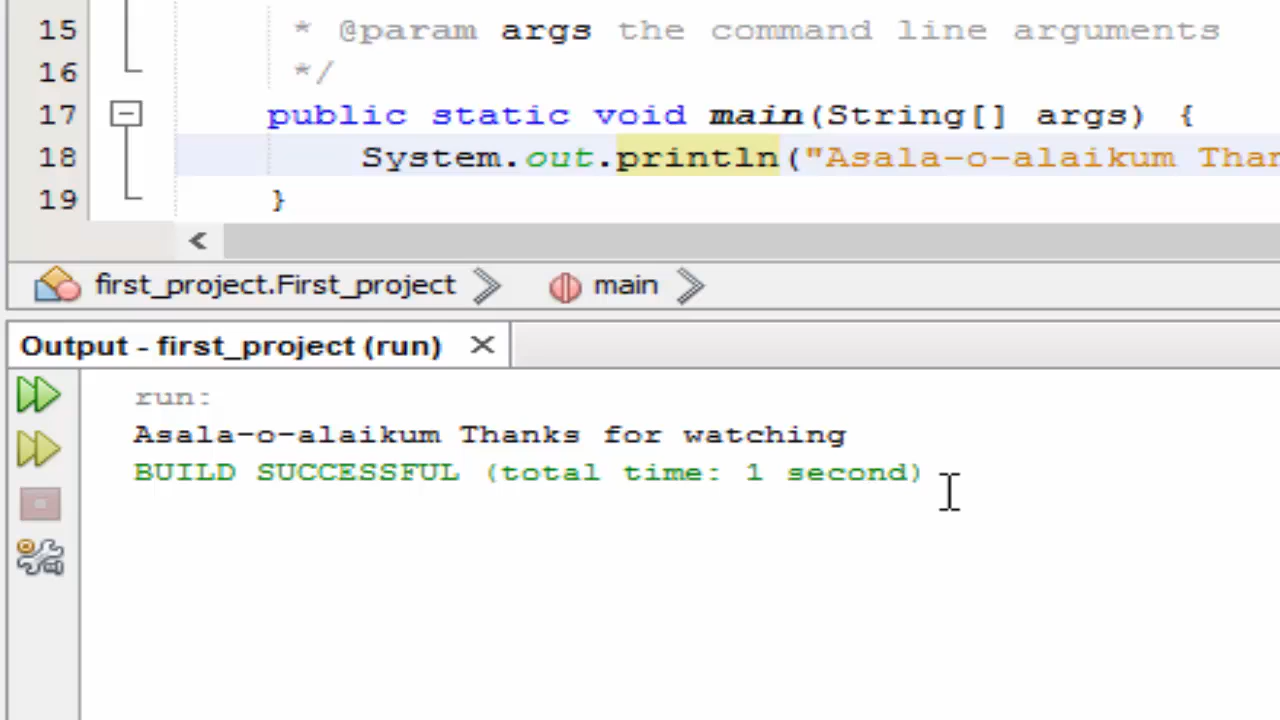 15 * @param args the command line arguments
16 */
17 public static void main(String[] args) {
18 System.out.println("Asala-o-alaikum
19 }
first_project.First_project main
Output - first_project (run)
run:
Asala-o-alaikum Thanks for watching
BUILD SUCCESSFUL (total time: 1 second)